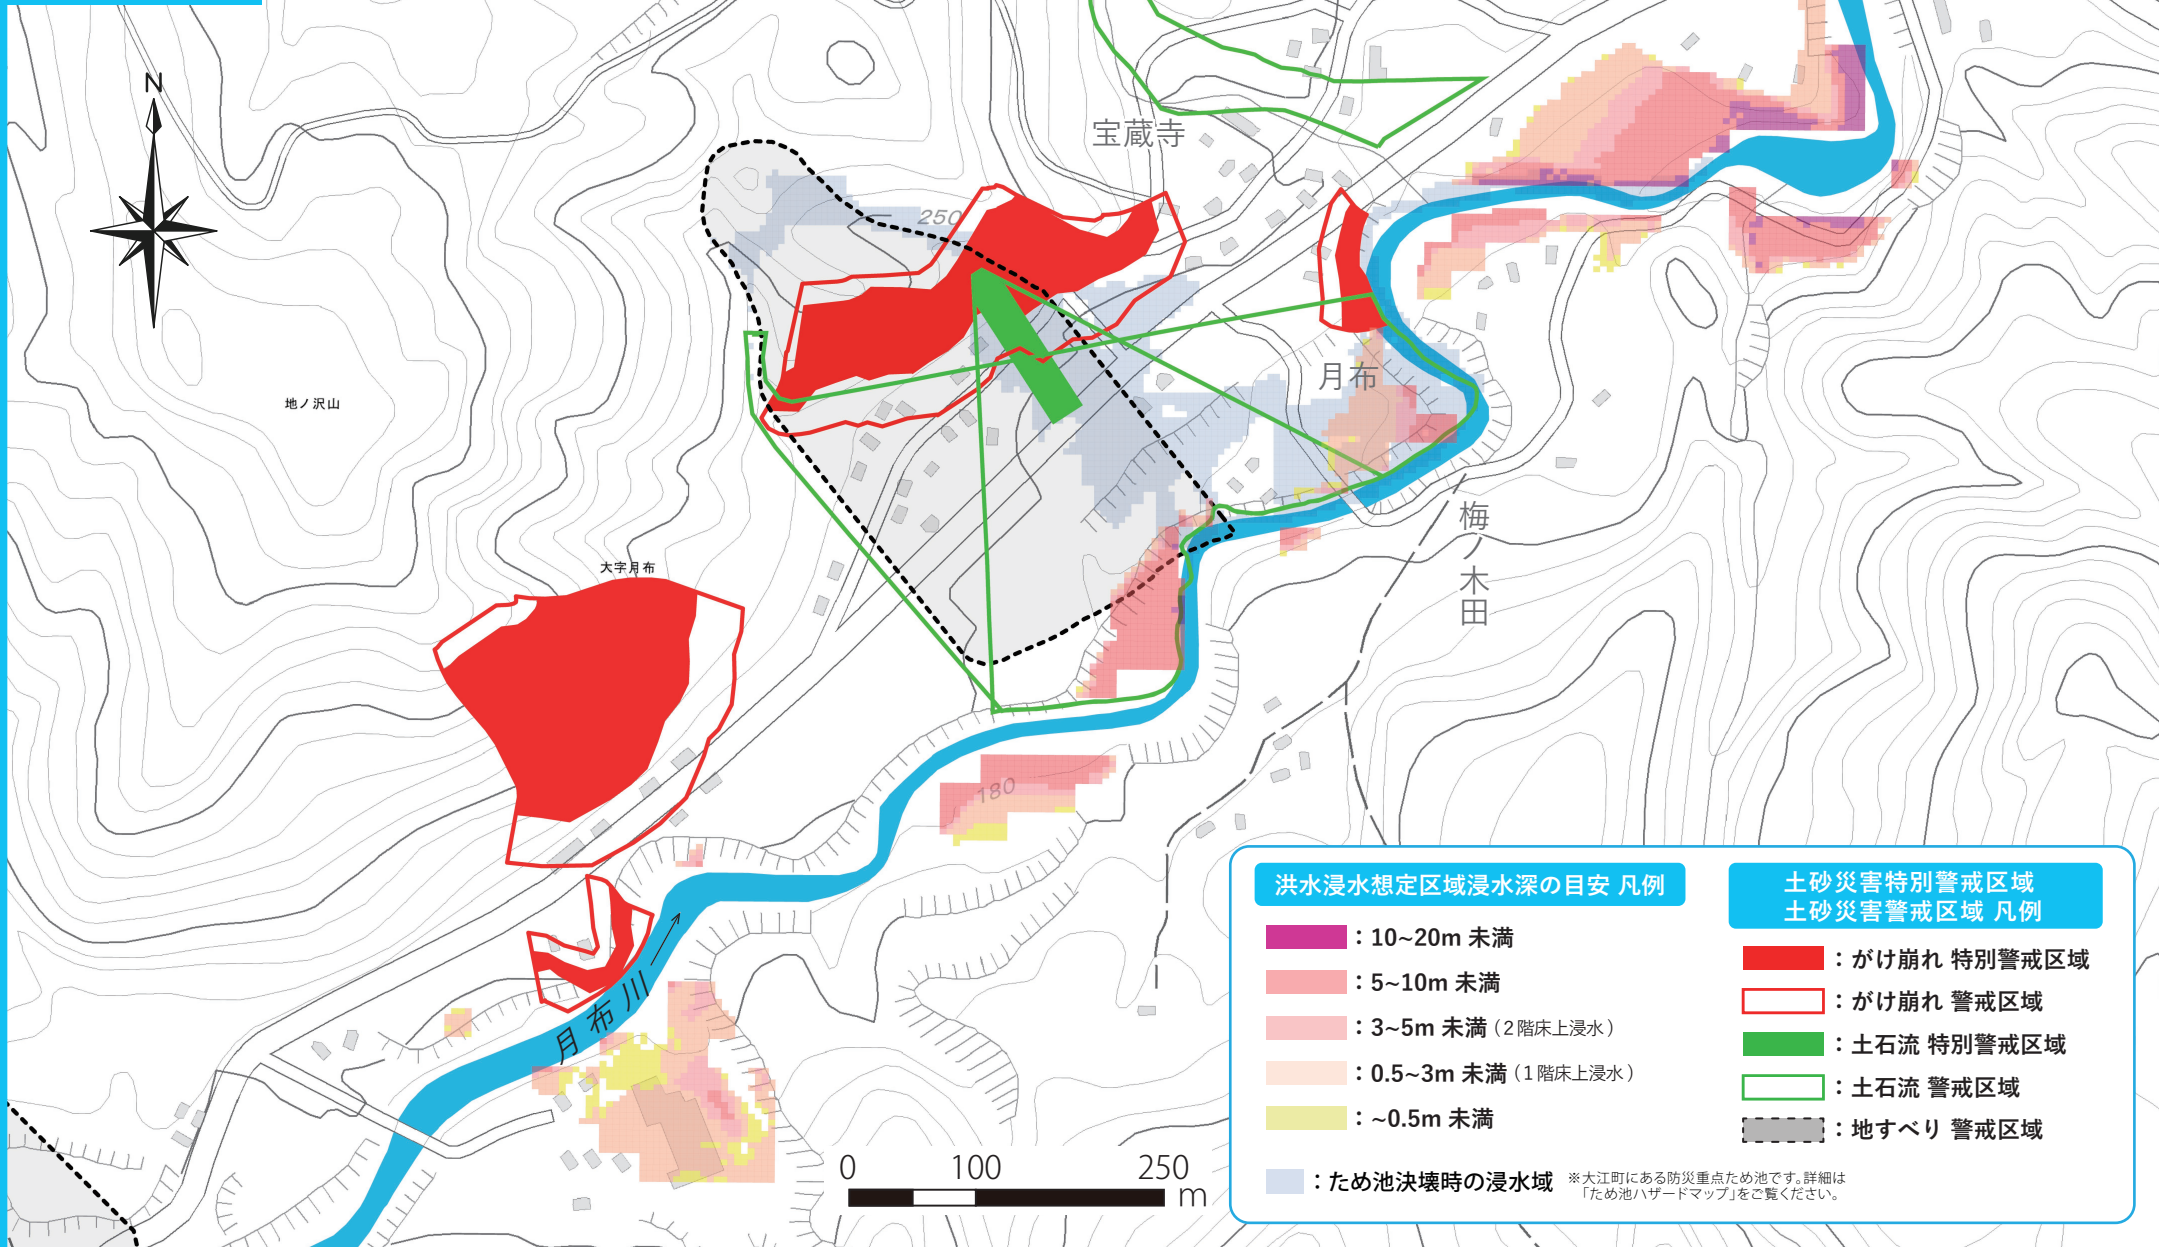 N
宝蔵寺
250
地ノ沢山
月布
梅ノ木田
大字月布
180
月布川
0 100 250 m
洪水浸水想定区域浸水深の目安 凡例
：10~20m 未満
：5~10m 未満
：3~5m 未満（2階床上浸水）
：0.5~3m 未満（1階床上浸水）
：~0.5m 未満
：ため池決壊時の浸水域 ※大江町にある防災重点ため池です。詳細は
「ため池ハザードマップ」をご覧ください。
土砂災害特別警戒区域
土砂災害警戒区域 凡例
：がけ崩れ 特別警戒区域
：がけ崩れ 警戒区域
：土石流 特別警戒区域
：土石流 警戒区域
：地すべり 警戒区域